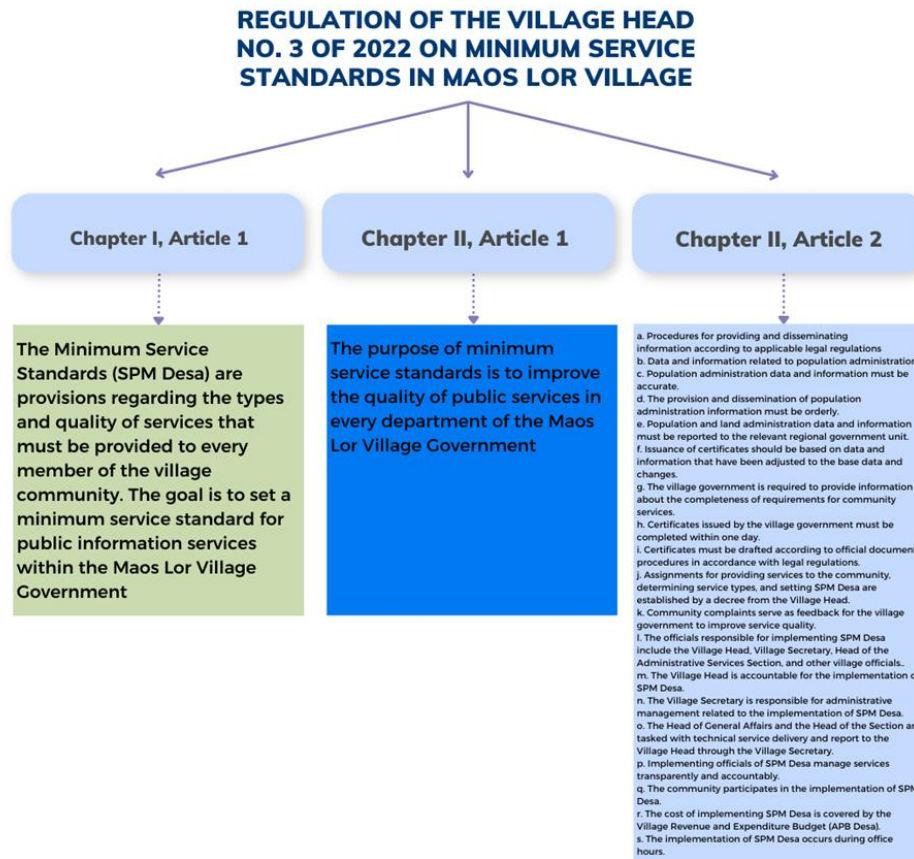 REGULATION OF THE VILLAGE HEAD
NO. 3 OF 2022 ON MINIMUM SERVICE
STANDARDS IN MAOS LOR VILLAGE
Chapter I, Article 1
Chapter II, Article 1
Chapter II, Article 2
The Minimum Service
Standards (SPM Desa) are
provisions regarding the types
and quality of services that
must be provided to every
member of the village
community. The goal is to set a
minimum service standard for
public information services
within the Maos Lor Village
Government
The purpose of minimum
service standards is to improve
the quality of public services in
every department of the Maos
Lor Village Government
a. Procedures for providing and disseminating
information according to applicable legal regulations
b. Data and information related to population administration
c. Population administration data and information must be
accurate.
d. The provision and dissemination of population
administration information must be orderly.
e. Population and land administration data and information
must be reported to the relevant regional government unit.
f. Issuance of certificates should be based on data and
information that have been adjusted to the base data and
changes.
g. The village government is required to provide information
about the completeness of requirements for community
services.
h. Certificates issued by the village government must be
completed within one day.
i. Certificates must be drafted according to official document
procedures in accordance with legal regulations.
j. Assignments for providing services to the community,
determining service types, and setting SPM Desa are
established by a decree from the Village Head.
k. Community complaints serve as feedback for the village
government to improve service quality.
l. The officials responsible for implementing SPM Desa
include the Village Head, Village Secretary, Head of the
Administrative Services Section, and other village officials..
m. The Village Head is accountable for the implementation
SPM Desa.
n. The Village Secretary is responsible for administrative
management related to the implementation of SPM Desa.
o. The Head of General Affairs and the Head of the Section
tasked with technical service delivery and report to the
Village Head through the Village Secretary.
p. Implementing officials of SPM Desa manage services
transparently and accountably.
q. The community participates in the implementation of SPM
Desa.
r. The cost of implementing SPM Desa is covered by the
Village Revenue and Expenditure Budget (APB Desa).
s. The implementation of SPM Desa occurs during office
hours.